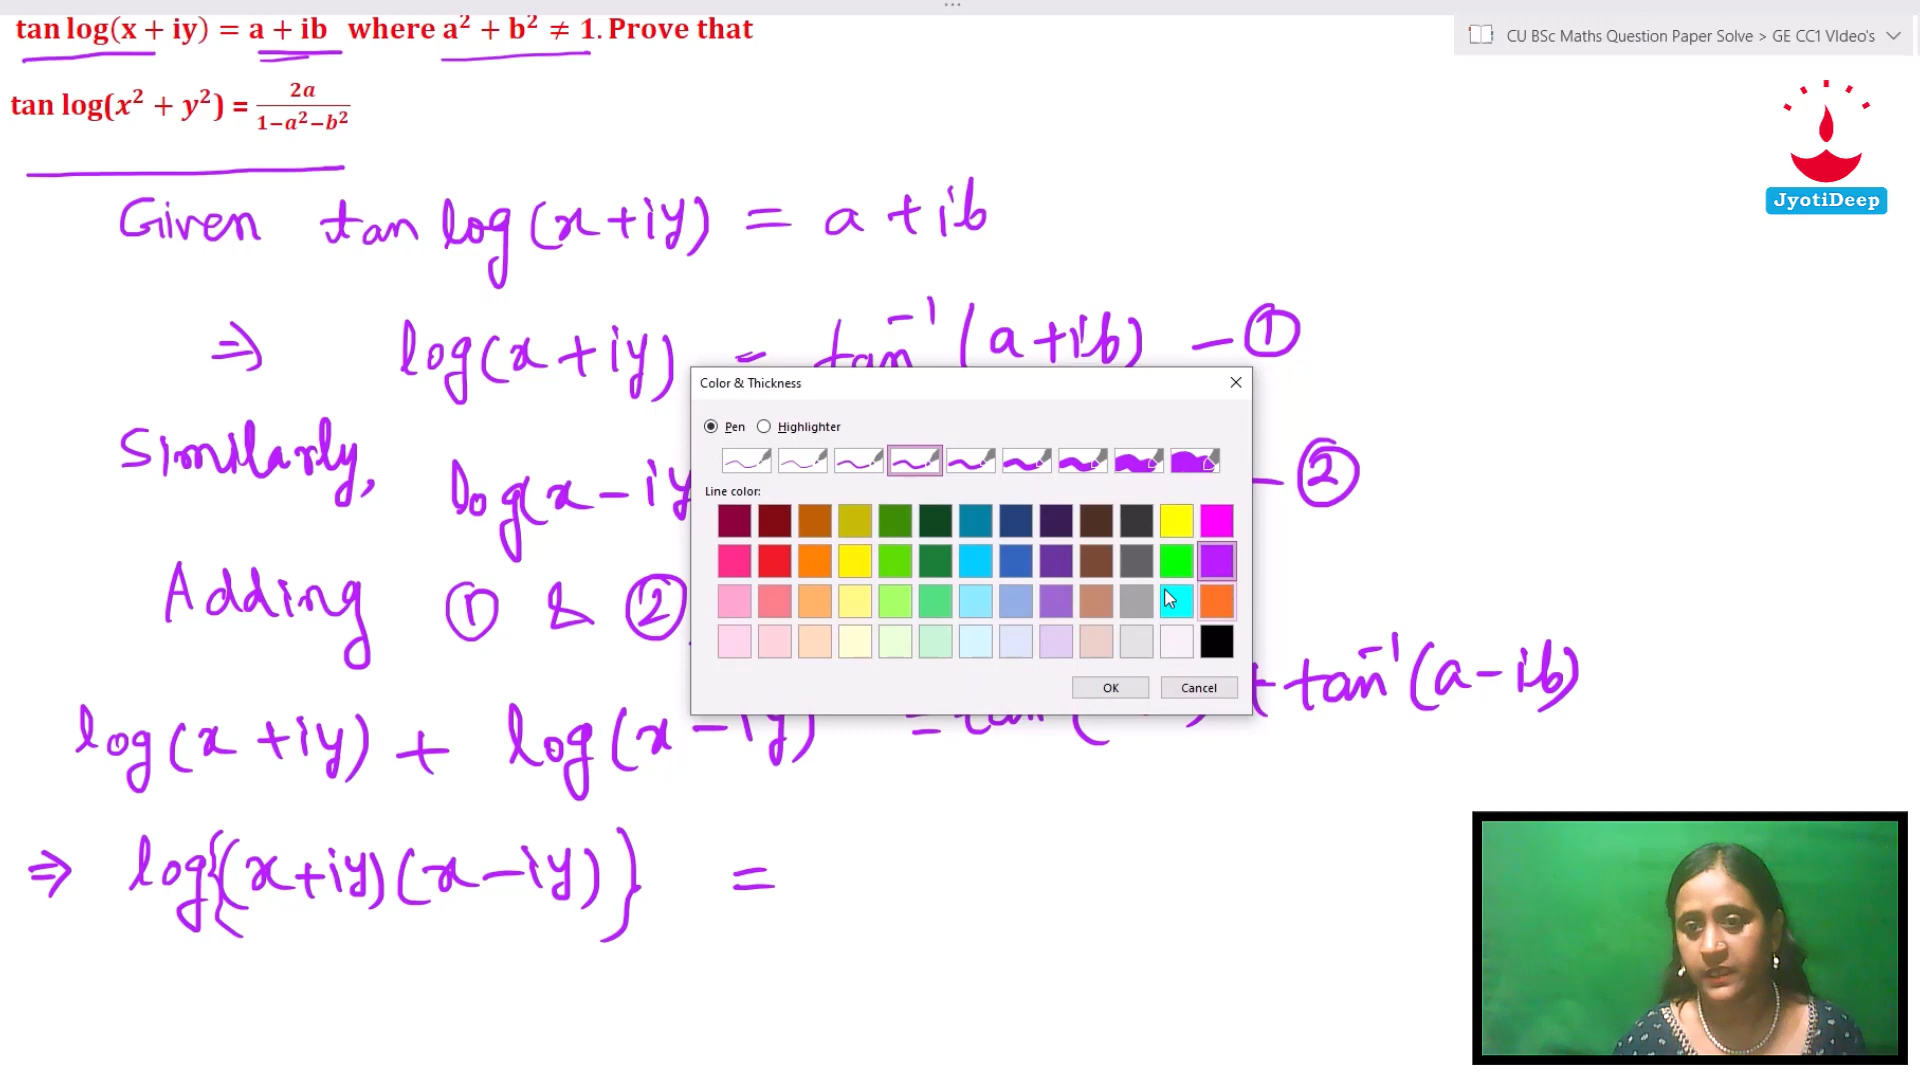 tan log(x + iy) = a + ib where a² + b² ≠ 1. Prove that
CU BSc Maths Question Paper Solve > GE CC1 VIdeo's
tan log(x² + y²) = 2a / 1−a²−b²
JyotiDeep
Given tan log(x+iy) = a + ib
⇒ log(x + iy) = tan⁻¹(a+ib) – ①
Similarly, log(x – iy – ②
Adding ① & ②
log(x + iy) + log(x – iy) = tan + tan⁻¹(a – ib)
⇒ log{(x+iy)(x–iy)} =
Color & Thickness
Pen Highlighter
Line color:
OK Cancel